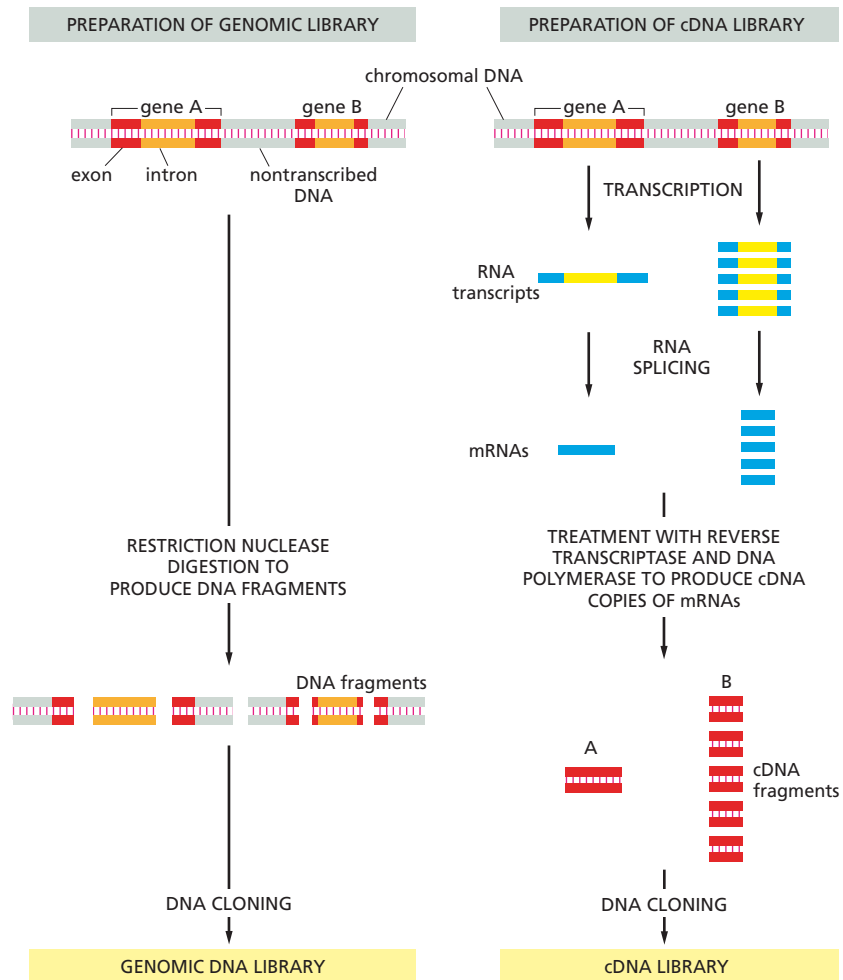 PREPARATION OF GENOMIC LIBRARY
PREPARATION OF cDNA LIBRARY
chromosomal DNA
gene A
gene B
gene A
gene B
exon
intron
nontranscribed
DNA
TRANSCRIPTION
RNA
transcripts
RNA
SPLICING
mRNAs
RESTRICTION NUCLEASE
DIGESTION TO
PRODUCE DNA FRAGMENTS
TREATMENT WITH REVERSE
TRANSCRIPTASE AND DNA
POLYMERASE TO PRODUCE cDNA
COPIES OF mRNAs
DNA fragments
B
A
cDNA
fragments
DNA CLONING
DNA CLONING
GENOMIC DNA LIBRARY
cDNA LIBRARY